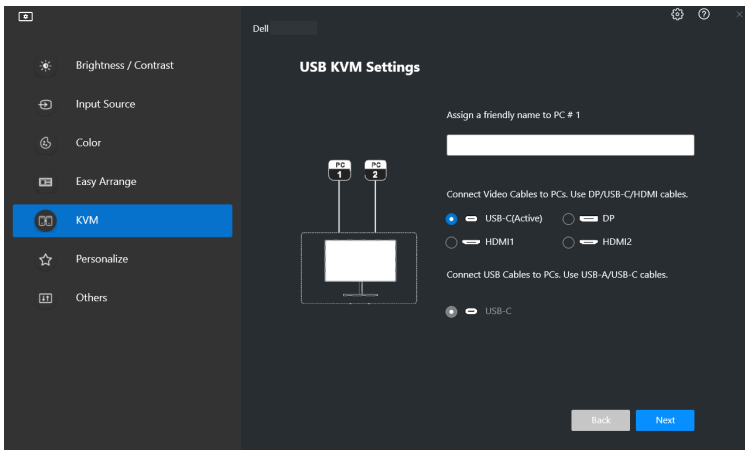 Dell
Brightness / Contrast
Input Source
Color
Easy Arrange
KVM
Personalize
Others
USB KVM Settings
PC 1
PC 2
Assign a friendly name to PC # 1
Connect Video Cables to PCs. Use DP/USB-C/HDMI cables.
USB-C(Active)
DP
HDMI1
HDMI2
Connect USB Cables to PCs. Use USB-A/USB-C cables.
USB-C
Back
Next